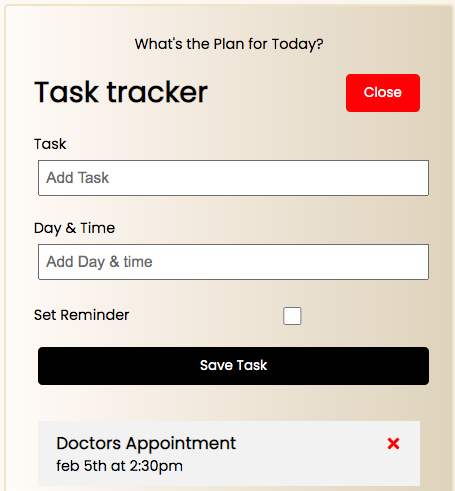 What's the Plan for Today?
Task tracker
Close
Task
Add Task
Day & Time
Add Day & time
Set Reminder
Save Task
Doctors Appointment
feb 5th at 2:30pm